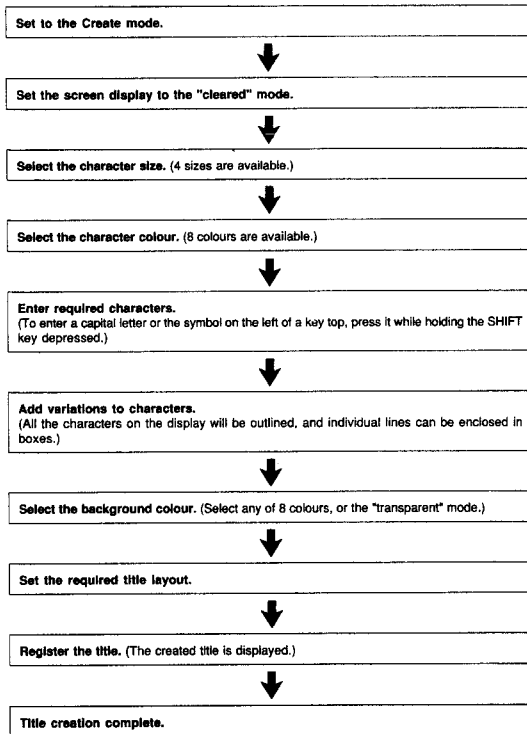 Set to the Create mode.
Set the screen display to the "cleared" mode.
Select the character size. (4 sizes are available.)
Select the character colour. (8 colours are available.)
Enter required characters.
(To enter a capital letter or the symbol on the left of a key top, press it while holding the SHIFT
key depressed.)
Add variations to characters.
(All the characters on the display will be outlined, and individual lines can be enclosed in
boxes.)
Select the background colour. (Select any of 8 colours, or the "transparent" mode.)
Set the required title layout.
Register the title. (The created title is displayed.)
Title creation complete.